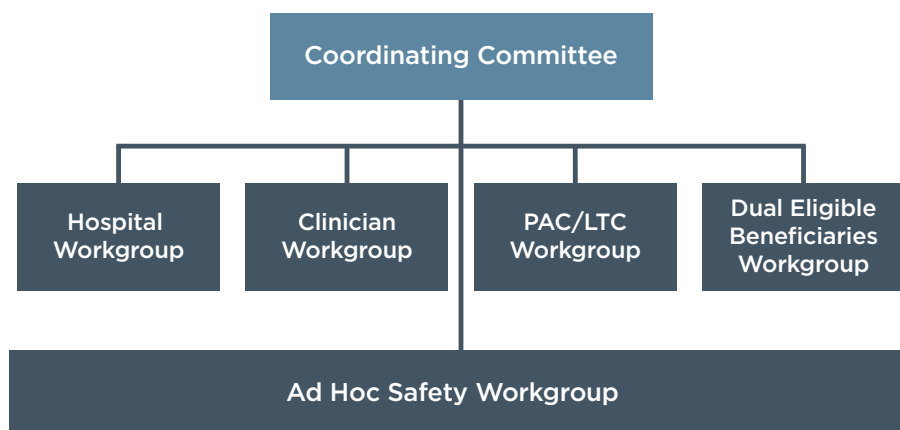 Coordinating Committee
Hospital
Workgroup
Clinician
Workgroup
PAC/LTC
Workgroup
Dual Eligible
Beneficiaries
Workgroup
Ad Hoc Safety Workgroup